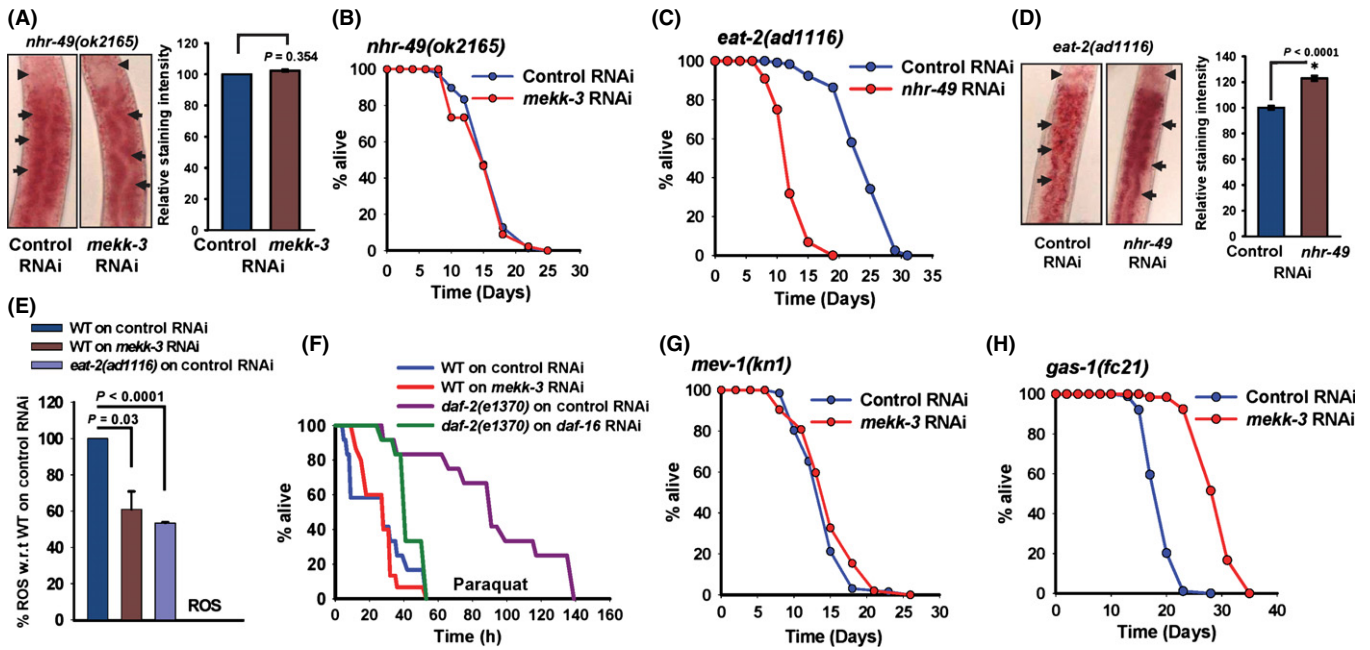 (A)
nhr-49(ok2165)
Control RNAi
mekk-3 RNAi
Relative staining intensity
120
100
80
60
40
20
0
P = 0.354
Control mekk-3
RNAi
(B)
nhr-49(ok2165)
Control RNAi
mekk-3 RNAi
% alive
100
80
60
40
20
0
0 5 10 15 20 25 30
Time (Days)
(C)
eat-2(ad1116)
Control RNAi
nhr-49 RNAi
% alive
100
80
60
40
20
0
0 5 10 15 20 25 30 35
Time (Days)
(D)
eat-2(ad1116)
Control RNAi
nhr-49 RNAi
Relative staining intensity
P < 0.0001
*
140
120
100
80
60
40
20
0
Control nhr-49
RNAi
(E)
WT on control RNAi
WT on mekk-3 RNAi
eat-2(ad1116) on control RNAi
% ROS w.r.t WT on control RNAi
P < 0.0001
P = 0.03
120
100
80
60
40
20
0
ROS
(F)
WT on control RNAi
WT on mekk-3 RNAi
daf-2(e1370) on control RNAi
daf-2(e1370) on daf-16 RNAi
% alive
100
80
60
40
20
0
Paraquat
0 20 40 60 80 100 120 140 160
Time (h)
(G)
mev-1(kn1)
Control RNAi
mekk-3 RNAi
% alive
100
80
60
40
20
0
0 5 10 15 20 25 30
Time (Days)
(H)
gas-1(fc21)
Control RNAi
mekk-3 RNAi
% alive
100
80
60
40
20
0
0 10 20 30 40
Time (Days)